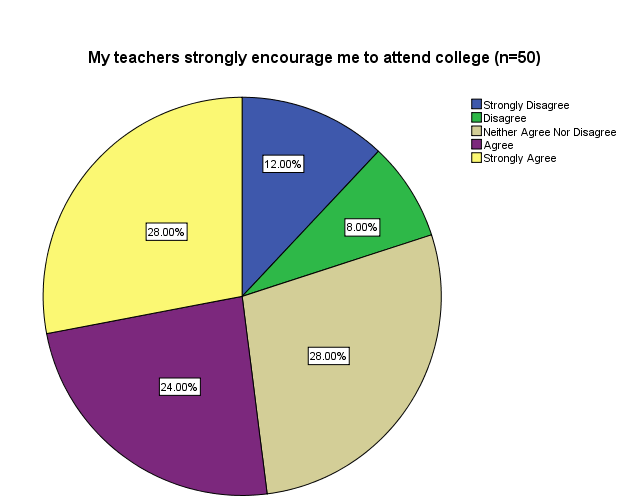 My teachers strongly encourage me to attend college (n=50)
Strongly Disagree
Disagree
Neither Agree Nor Disagree
Agree
Strongly Agree
12.00%
8.00%
28.00%
28.00%
24.00%